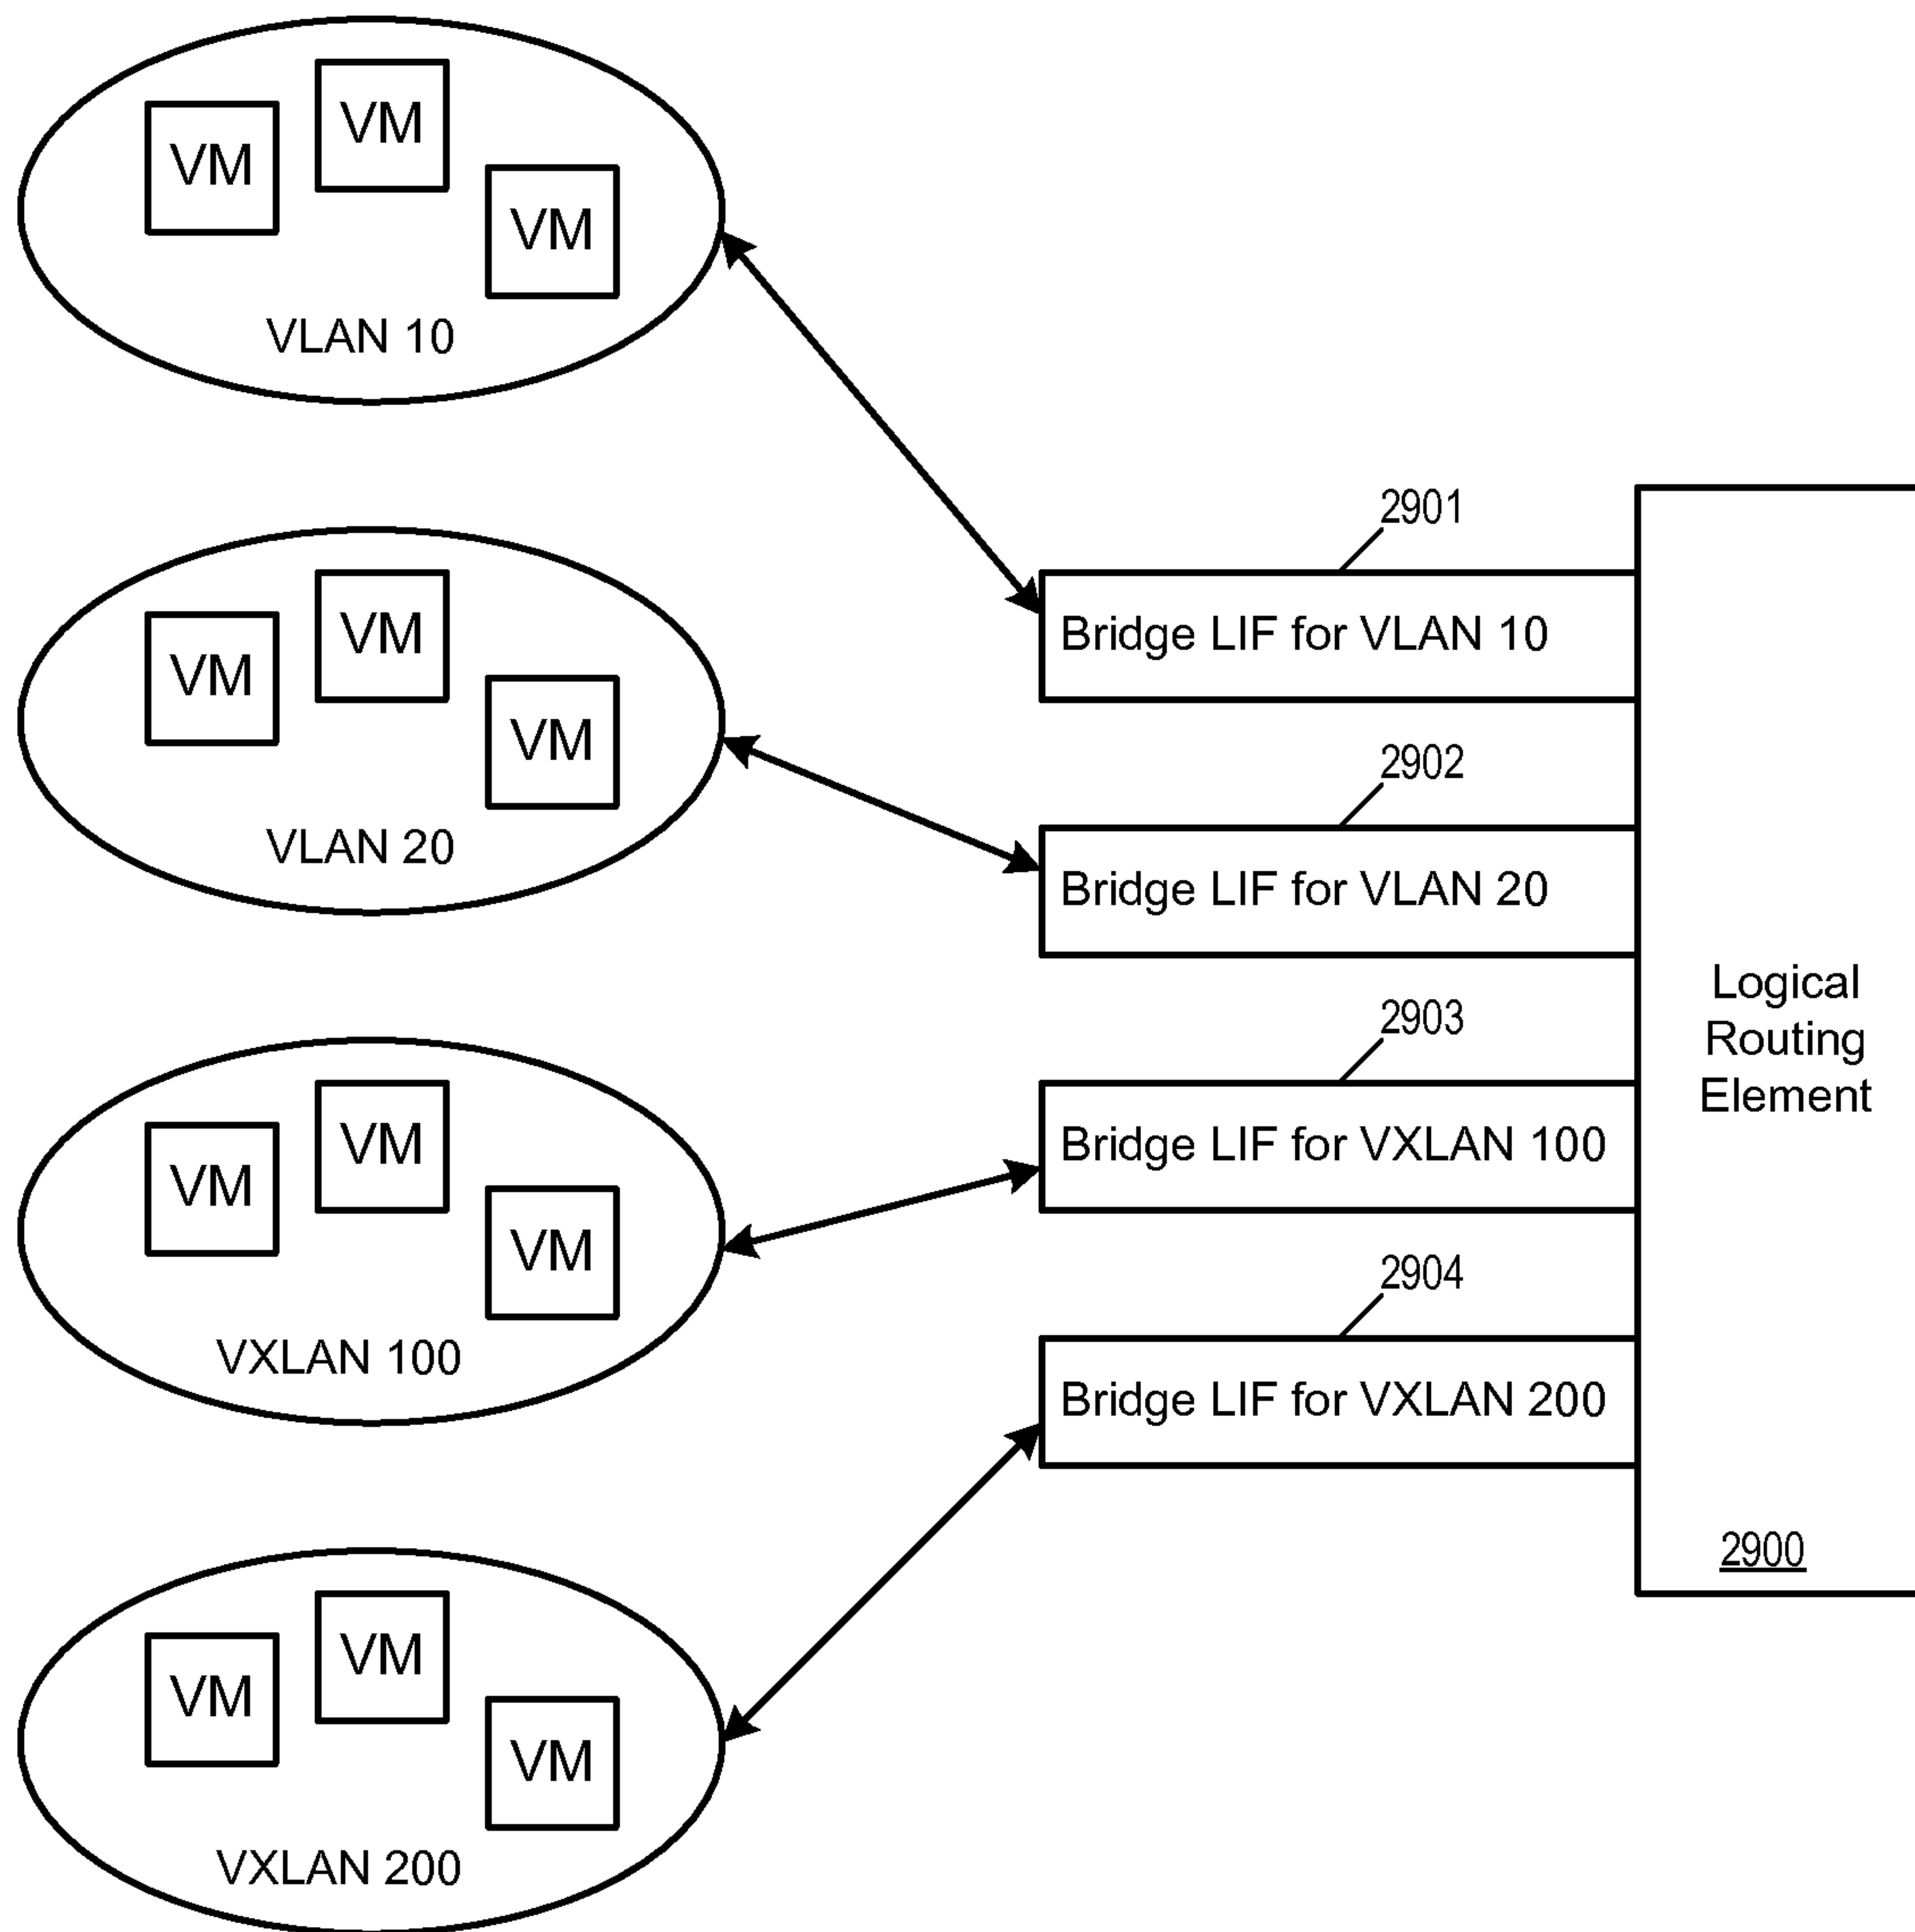 VM
VM
VM
VLAN 10
2901
Bridge LIF for VLAN 10
VM
VM
VM
VLAN 20
2902
Bridge LIF for VLAN 20
VM
VM
VM
VXLAN 100
2903
Bridge LIF for VXLAN 100
VM
VM
VM
VXLAN 200
2904
Bridge LIF for VXLAN 200
Logical
Routing
Element
2900